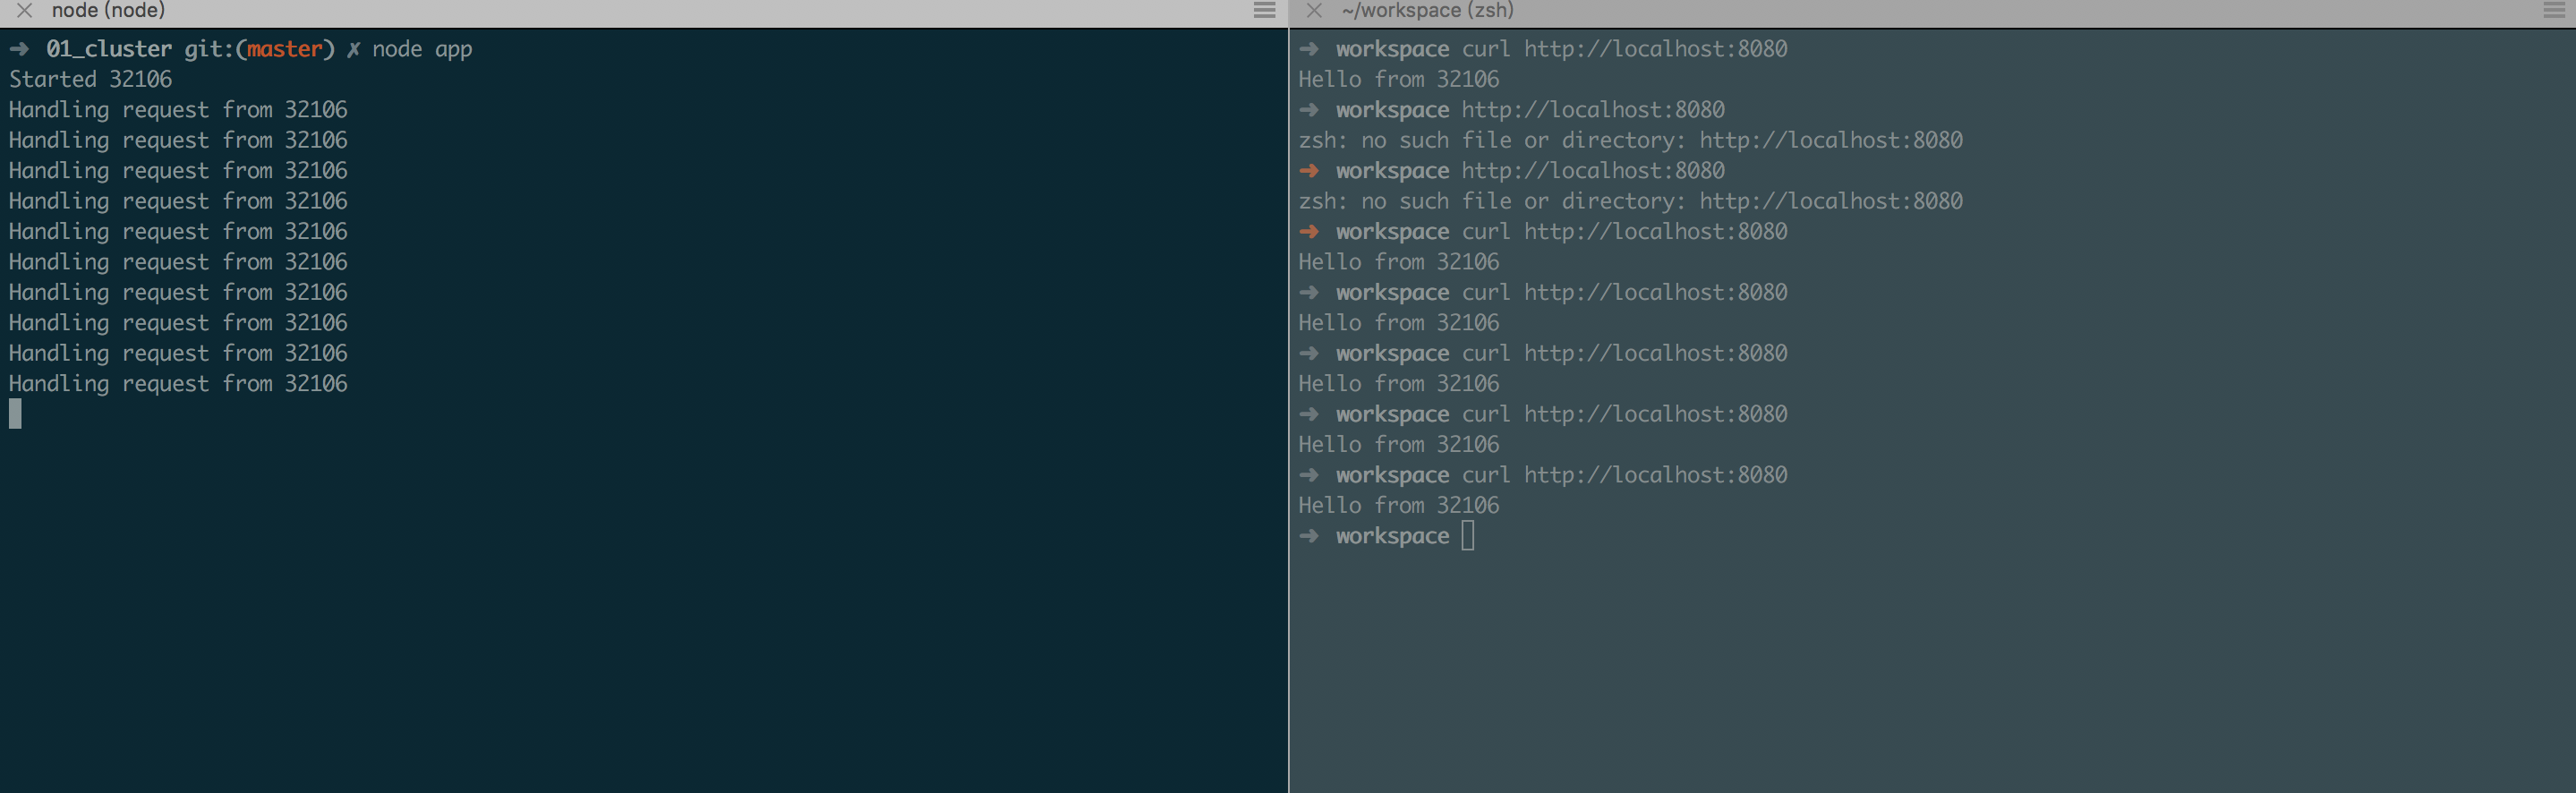 node (node)
➜ 01_cluster git:(master) ✗ node app
Started 32106
Handling request from 32106
Handling request from 32106
Handling request from 32106
Handling request from 32106
Handling request from 32106
Handling request from 32106
Handling request from 32106
Handling request from 32106
Handling request from 32106
Handling request from 32106
~/workspace (zsh)
➜ workspace curl http://localhost:8080
Hello from 32106
➜ workspace http://localhost:8080
zsh: no such file or directory: http://localhost:8080
➜ workspace http://localhost:8080
zsh: no such file or directory: http://localhost:8080
➜ workspace curl http://localhost:8080
Hello from 32106
➜ workspace curl http://localhost:8080
Hello from 32106
➜ workspace curl http://localhost:8080
Hello from 32106
➜ workspace curl http://localhost:8080
Hello from 32106
➜ workspace curl http://localhost:8080
Hello from 32106
➜ workspace